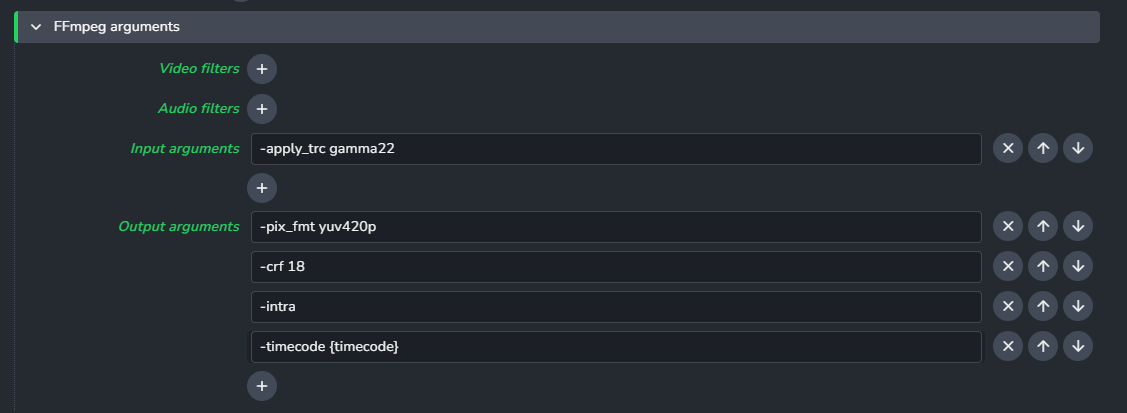 FFmpeg arguments
Video filters
Audio filters
Input arguments -apply_trc gamma22
Output arguments -pix_fmt yuv420p
-crf 18
-intra
-timecode {timecode}